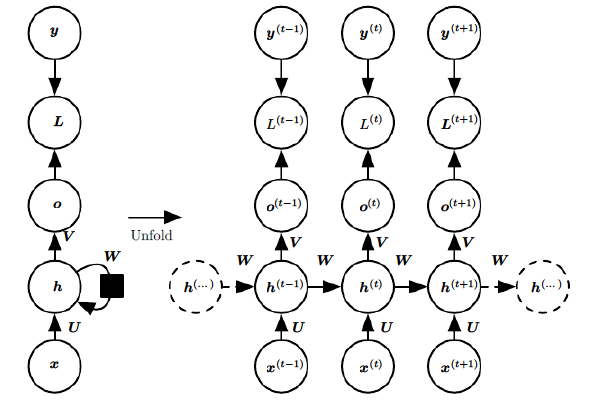 y y^(t−1) y^(t) y^(t+1)
L L^(t−1) L^(t) L^(t+1)
o o^(t−1) o^(t) o^(t+1)
Unfold
V V V V
W W W W W
h h^(...) h^(t−1) h^(t) h^(t+1) h^(...)
U U U U
x x^(t−1) x^(t) x^(t+1)